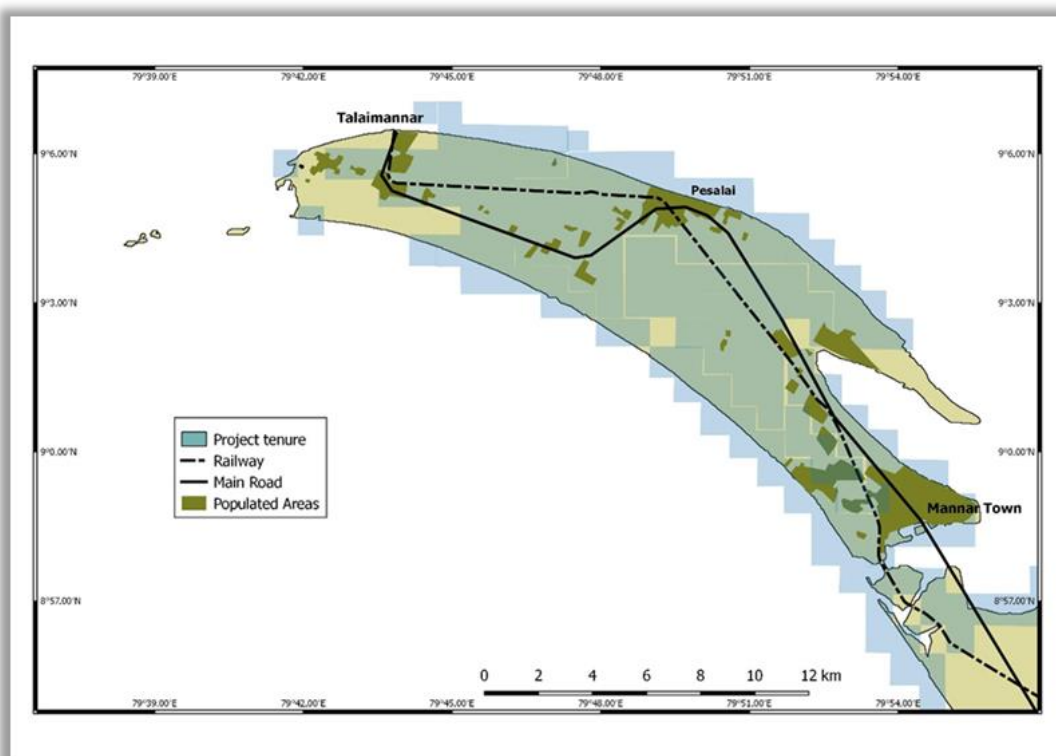 79°39.00'E 79°42.00'E 79°45.00'E 79°48.00'E 79°51.00'E 79°54.00'E
Talaimannar
9°6.00'N 9°6.00'N
Pesalai
9°3.00'N 9°3.00'N
Project tenure
9°0.00'N 9°0.00'N
Railway
Main Road
Populated Areas
Mannar Town
8°57.00'N 8°57.00'N
0 2 4 6 8 10 12 km
79°39.00'E 79°42.00'E 79°45.00'E 79°48.00'E 79°51.00'E 79°54.00'E